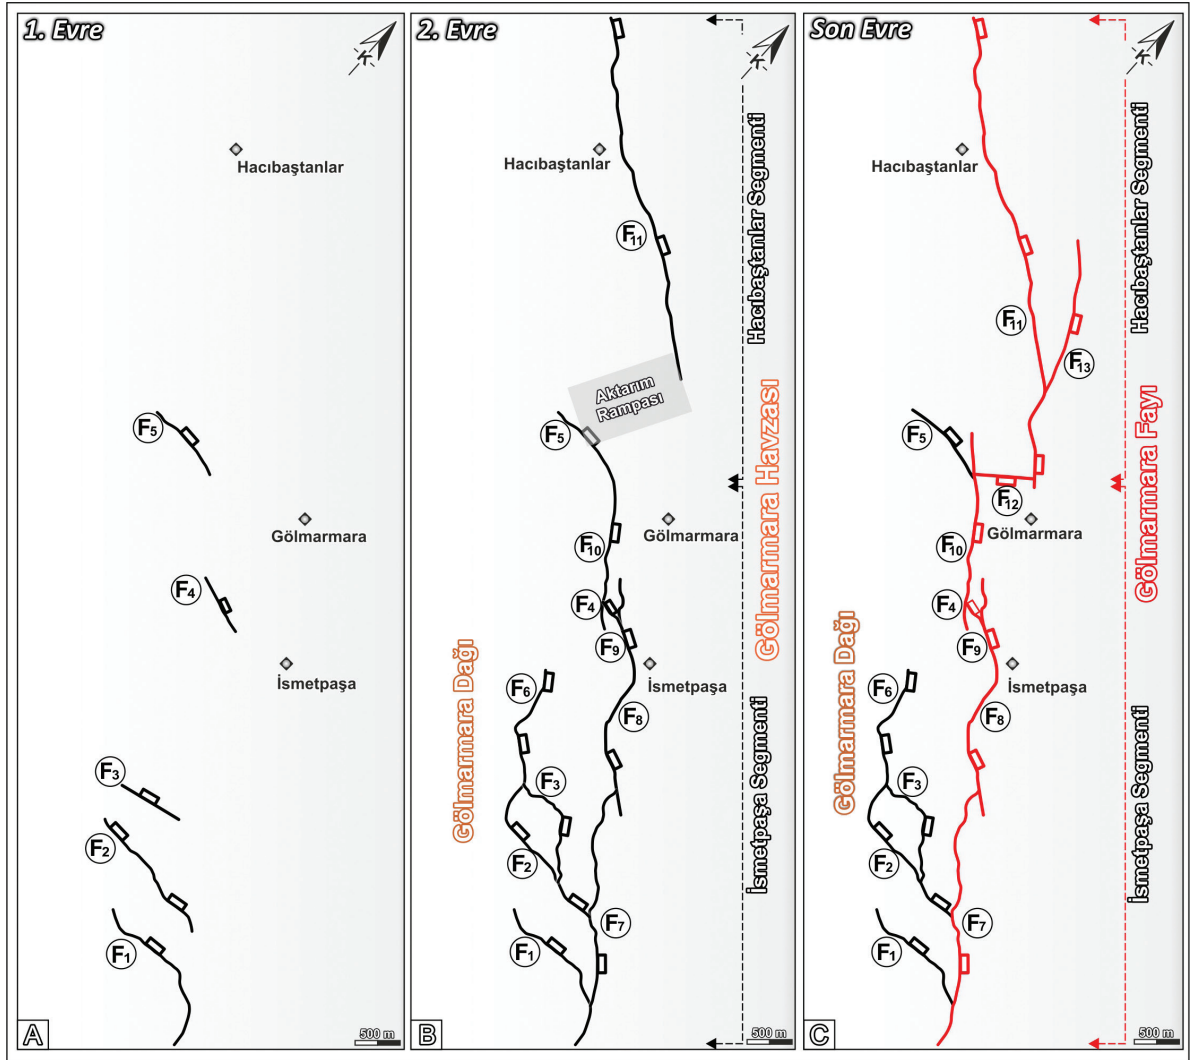 1. Evre
K
Hacıbaştanlar
F5
Gölmarmara
F4
İsmetpaşa
F3
F2
F1
A
500 m
2. Evre
K
Hacıbaştanlar
F11
Hacıbaştanlar Segmenti
Aktarım
Rampası
F5
Gölmarmara Havzası
F10
Gölmarmara
F4
F9
Gölmarmara Dağı
İsmetpaşa
F6
F8
F3
İsmetpaşa Segmenti
F2
F7
F1
B
500 m
Son Evre
K
Hacıbaştanlar
Hacıbaştanlar Segmenti
F11
F13
F5
Gölmarmara Fayı
F12
Gölmarmara
F10
F4
F9
Gölmarmara Dağı
İsmetpaşa
F6
F8
F3
İsmetpaşa Segmenti
F2
F7
F1
C
500 m